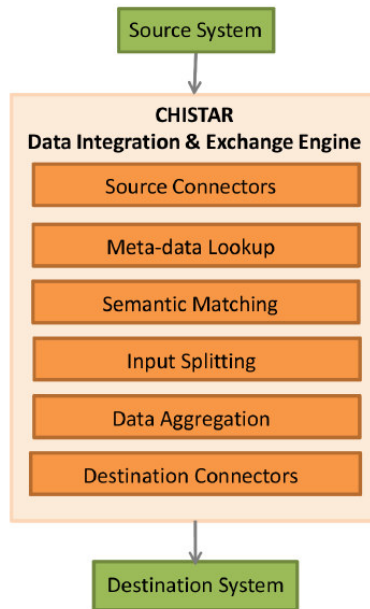 Source System
CHISTAR
Data Integration & Exchange Engine
Source Connectors
Meta-data Lookup
Semantic Matching
Input Splitting
Data Aggregation
Destination Connectors
Destination System